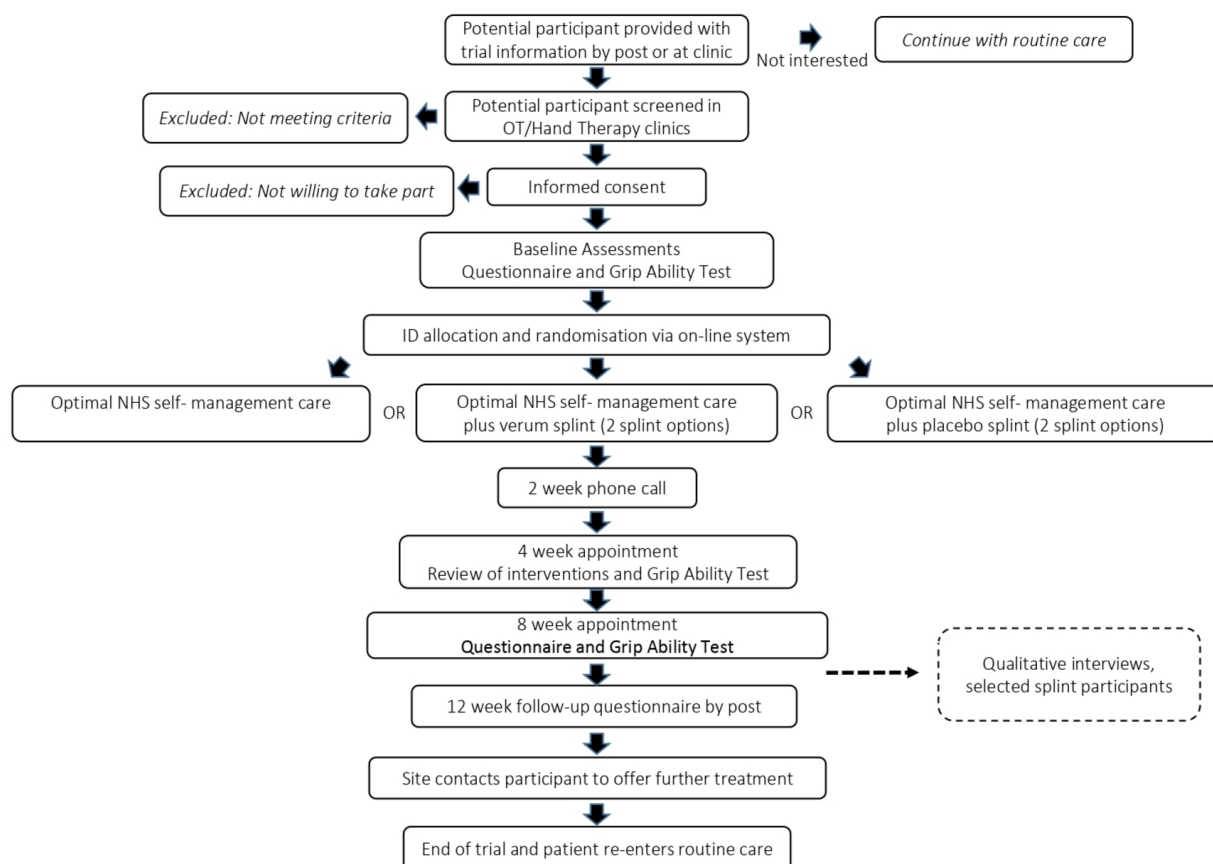 Potential participant provided with
trial information by post or at clinic
Not interested
Continue with routine care
Excluded: Not meeting criteria
Potential participant screened in
OT/Hand Therapy clinics
Excluded: Not willing to take part
Informed consent
Baseline Assessments
Questionnaire and Grip Ability Test
ID allocation and randomisation via on-line system
Optimal NHS self- management care
OR
Optimal NHS self- management care
plus verum splint (2 splint options)
OR
Optimal NHS self- management care
plus placebo splint (2 splint options)
2 week phone call
4 week appointment
Review of interventions and Grip Ability Test
8 week appointment
Questionnaire and Grip Ability Test
Qualitative interviews,
selected splint participants
12 week follow-up questionnaire by post
Site contacts participant to offer further treatment
End of trial and patient re-enters routine care